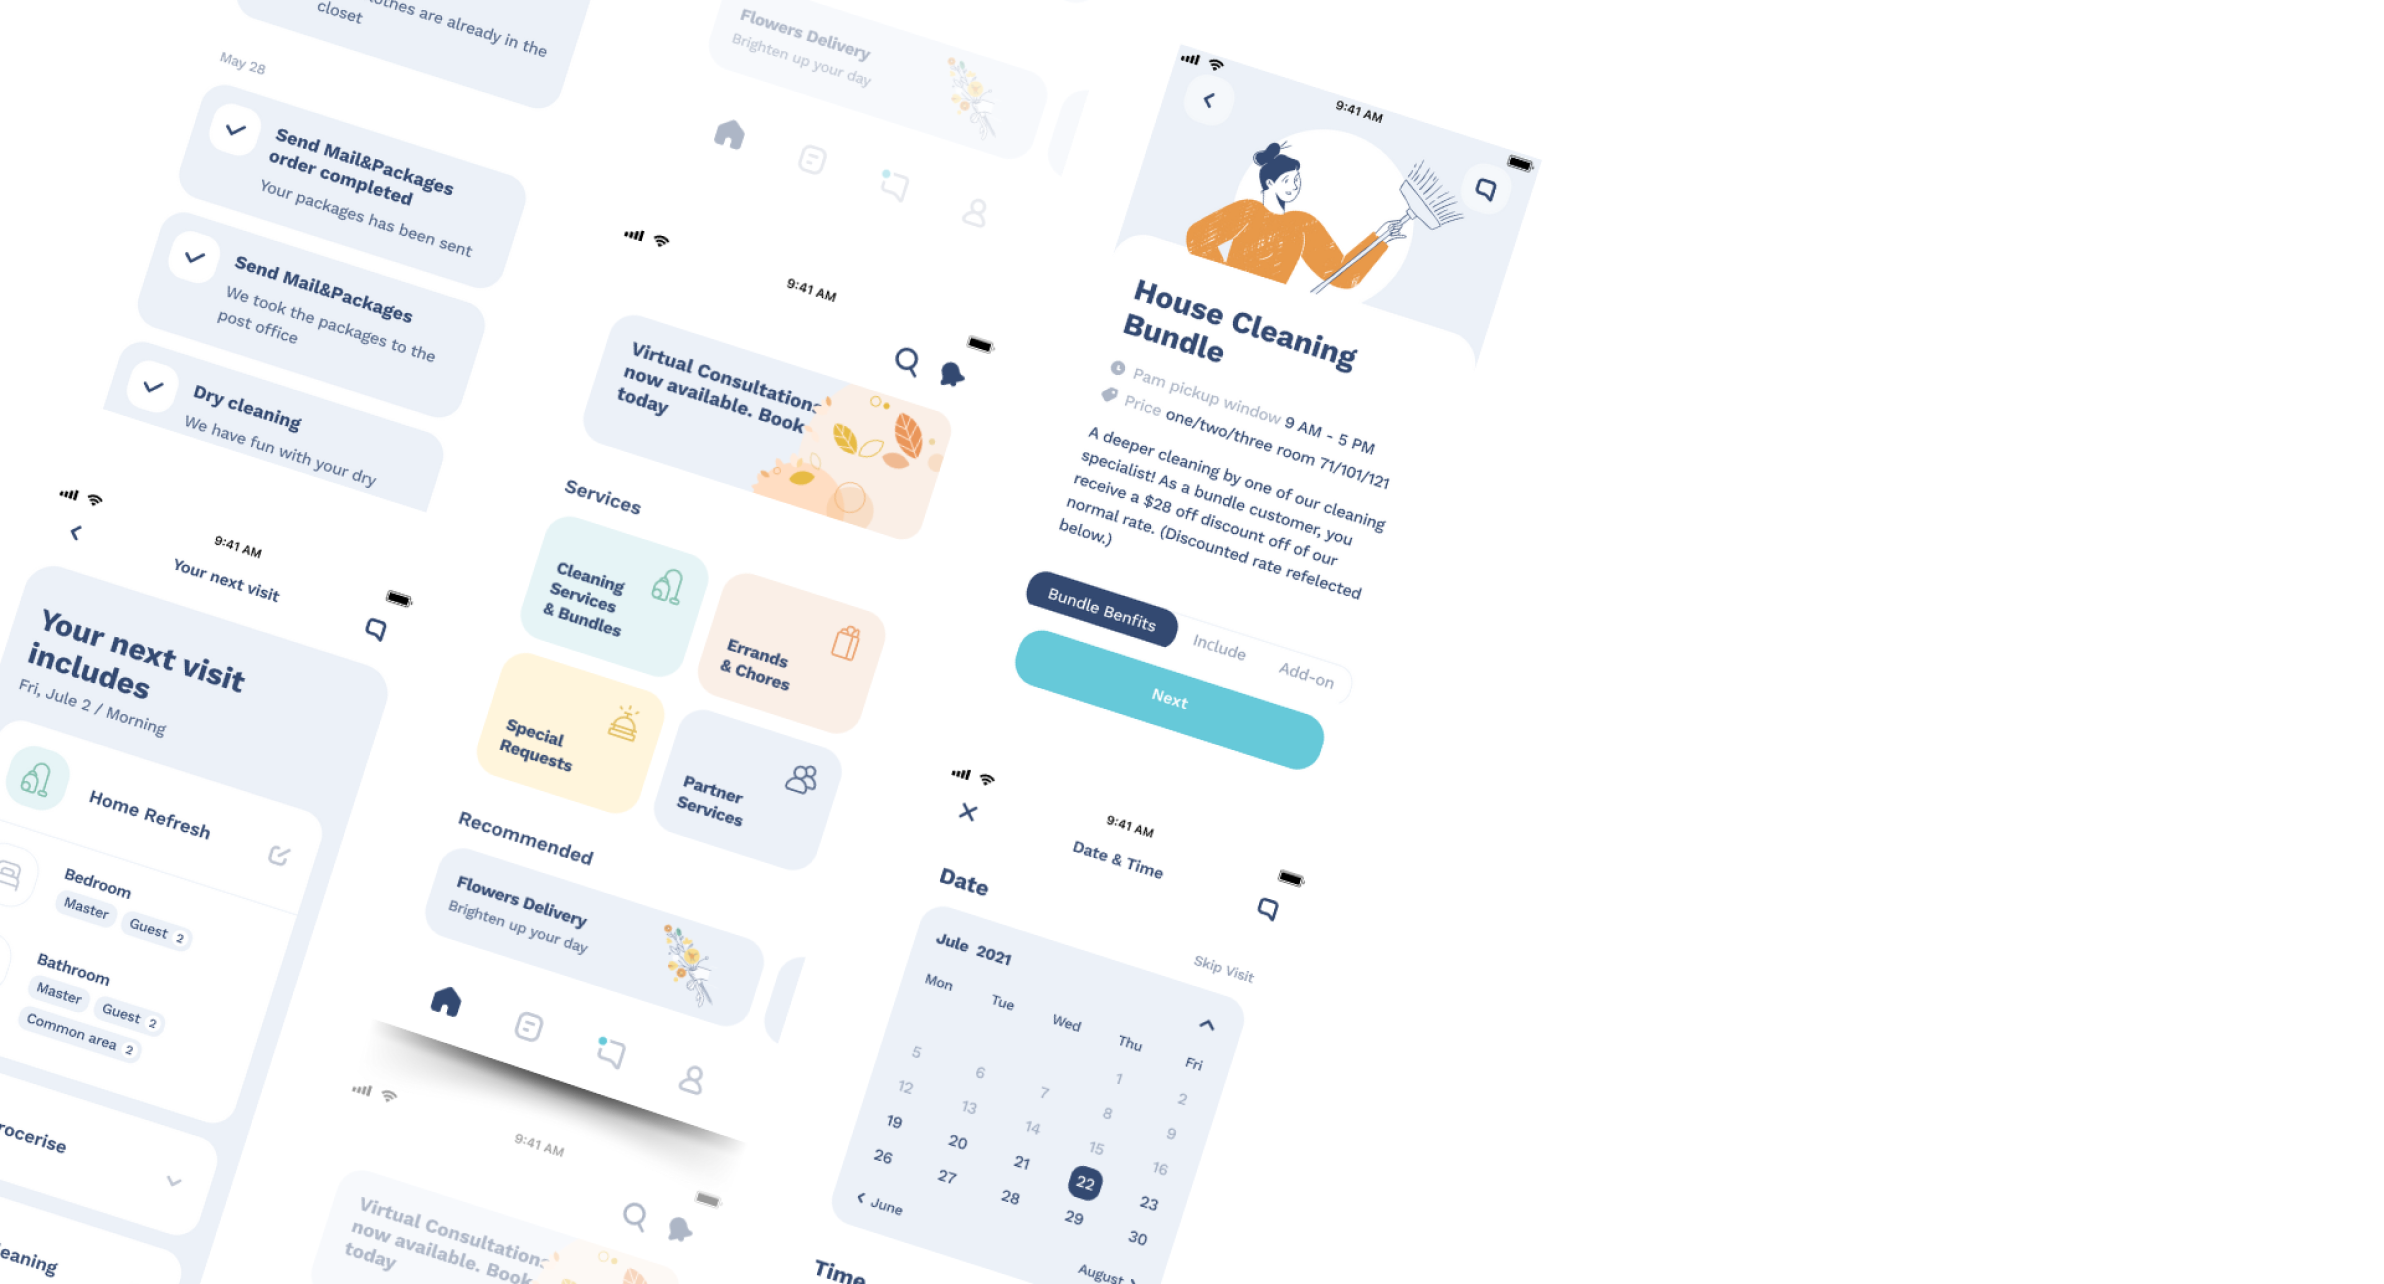 clothes are already in the
closet
May 28
Send Mail&Packages
order completed
Your packages has been sent
Send Mail&Packages
We took the packages to the
post office
Dry cleaning
We have fun with your dry
9:41 AM
Your next visit
Your next visit
includes
Fri, Jule 2 / Morning
Home Refresh
Bedroom
Master
Guest 2
Bathroom
Master
Guest 2
Common area 2
rocerise
eaning
Flowers Delivery
Brighten up your day
9:41 AM
Virtual Consultations
now available. Book
today
Services
Cleaning
Services
& Bundles
Errands
& Chores
Special
Requests
Partner
Services
Recommended
Flowers Delivery
Brighten up your day
9:41 AM
Virtual Consultations
now available. Book
today
9:41 AM
House Cleaning
Bundle
Pam pickup window 9 AM - 5 PM
Price one/two/three room 71/101/121
A deeper cleaning by one of our cleaning
specialist! As a bundle customer, you
receive a $28 off discount off of our
normal rate. (Discounted rate refelected
below.)
Bundle Benfits
Include
Add-on
Next
9:41 AM
Date & Time
Date
Skip Visit
Jule 2021
Mon Tue Wed Thu Fri
1 2
5 6 7 8 9
12 13 14 15 16
19 20 21 22 23
26 27 28 29 30
June
August
Time